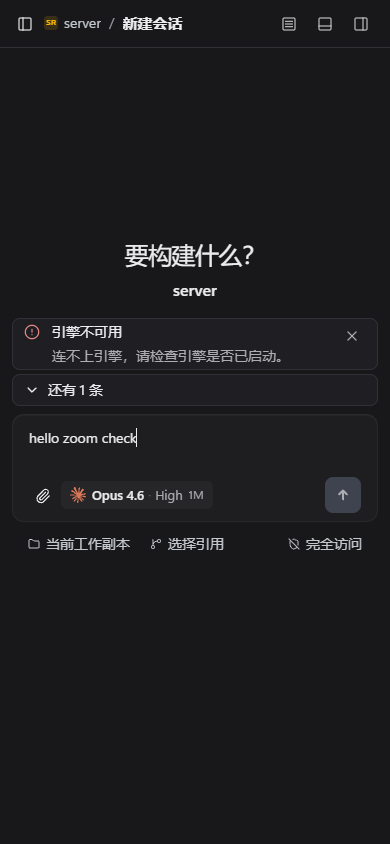 SR server / 新建会话
要构建什么?
server
引擎不可用
连不上引擎，请检查引擎是否已启动。
还有 1 条
hello zoom check
Opus 4.6 · High 1M
当前工作副本 选择引用 完全访问